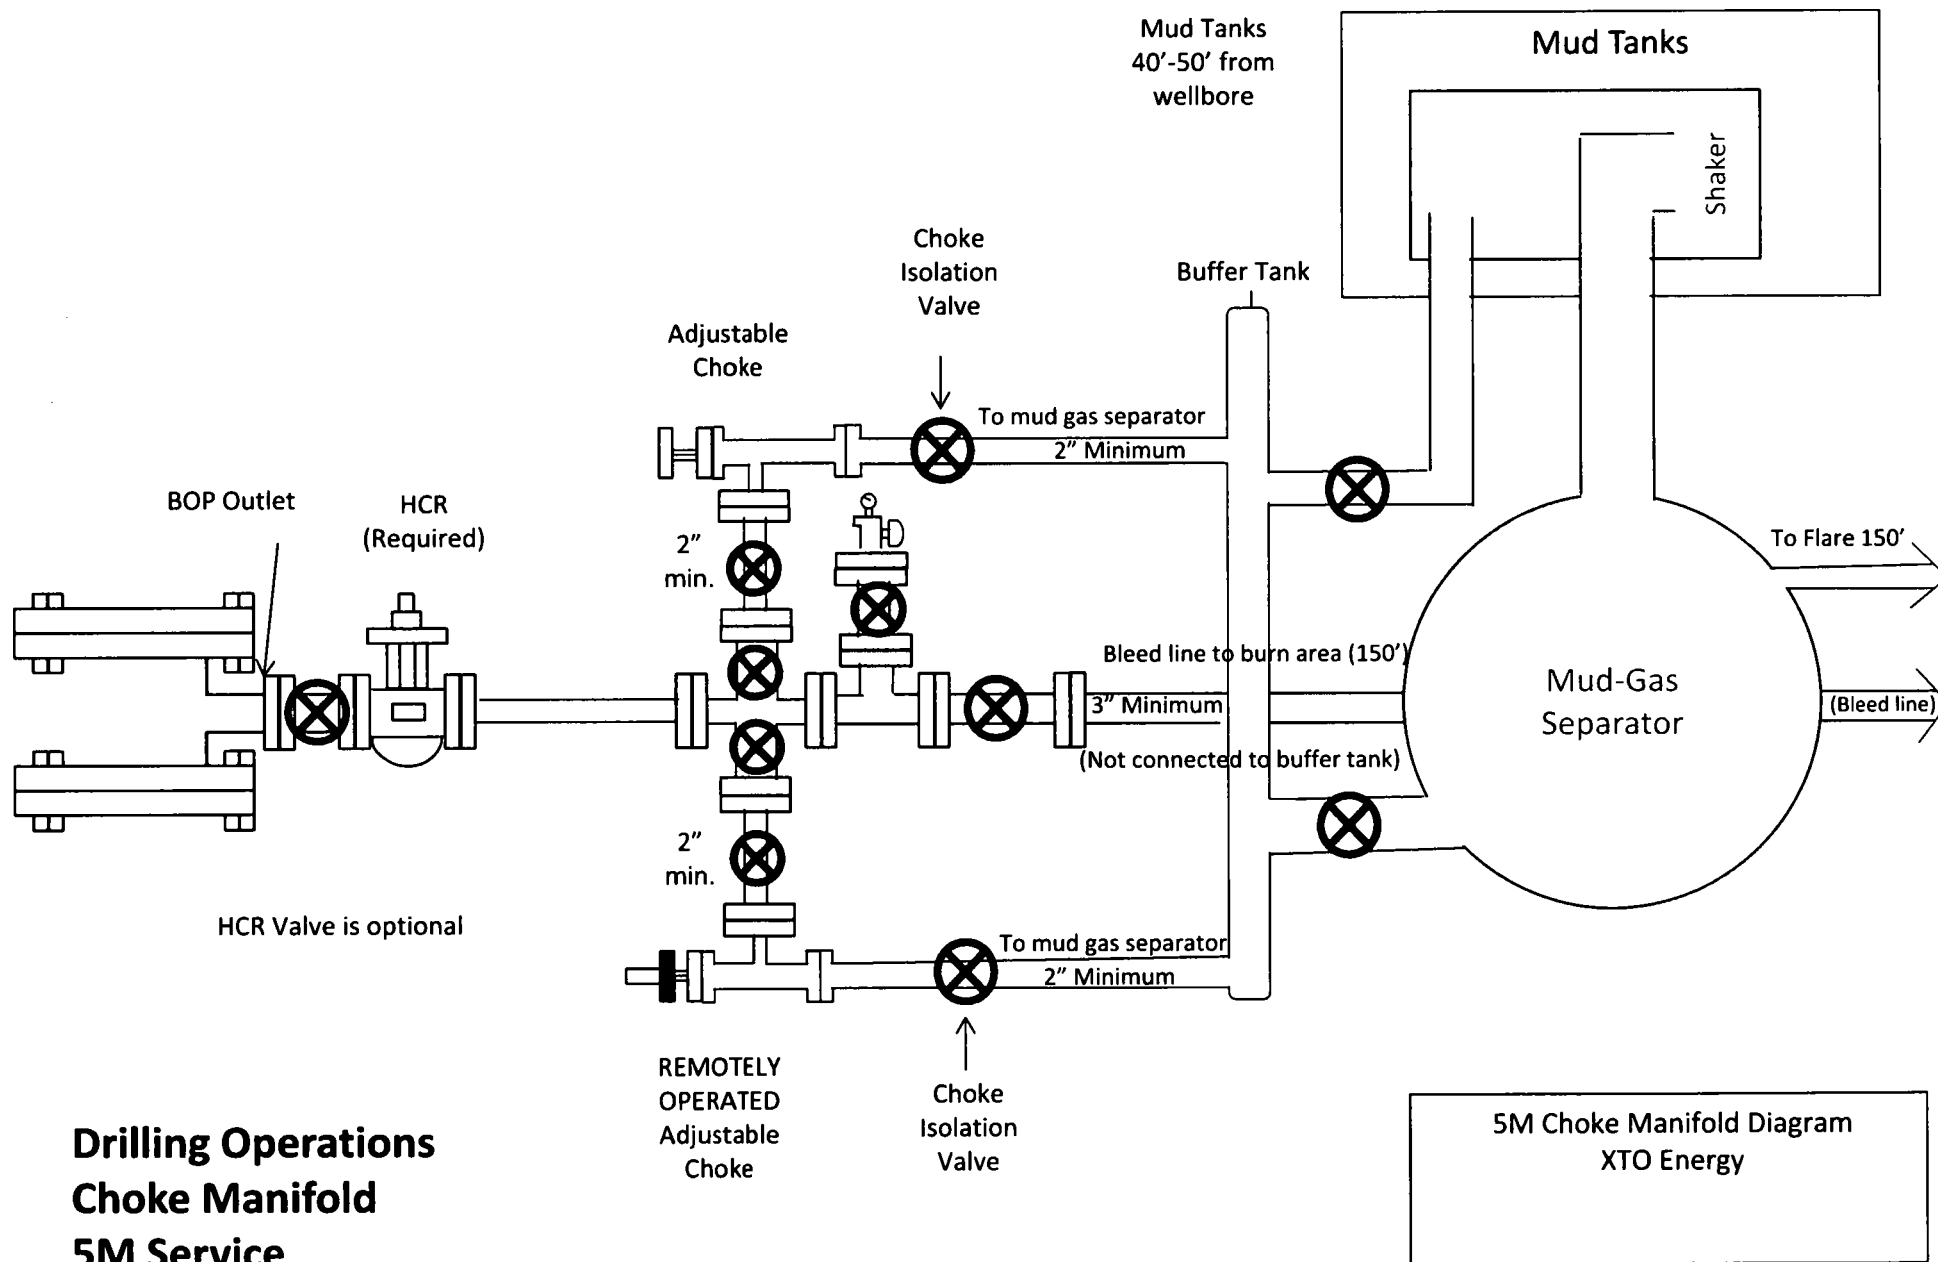 Mud Tanks
40'-50' from
wellbore
Mud Tanks
Shaker
Choke
Isolation
Valve
Buffer Tank
Adjustable
Choke
To mud gas separator
2" Minimum
BOP Outlet
HCR
(Required)
2"
min.
To Flare 150'
Bleed line to burn area (150')
3" Minimum
(Not connected to buffer tank)
Mud-Gas
Separator
(Bleed line)
2"
min.
HCR Valve is optional
To mud gas separator
2" Minimum
REMOTELY
OPERATED
Adjustable
Choke
Choke
Isolation
Valve
Drilling Operations
Choke Manifold
5M Service
5M Choke Manifold Diagram
XTO Energy